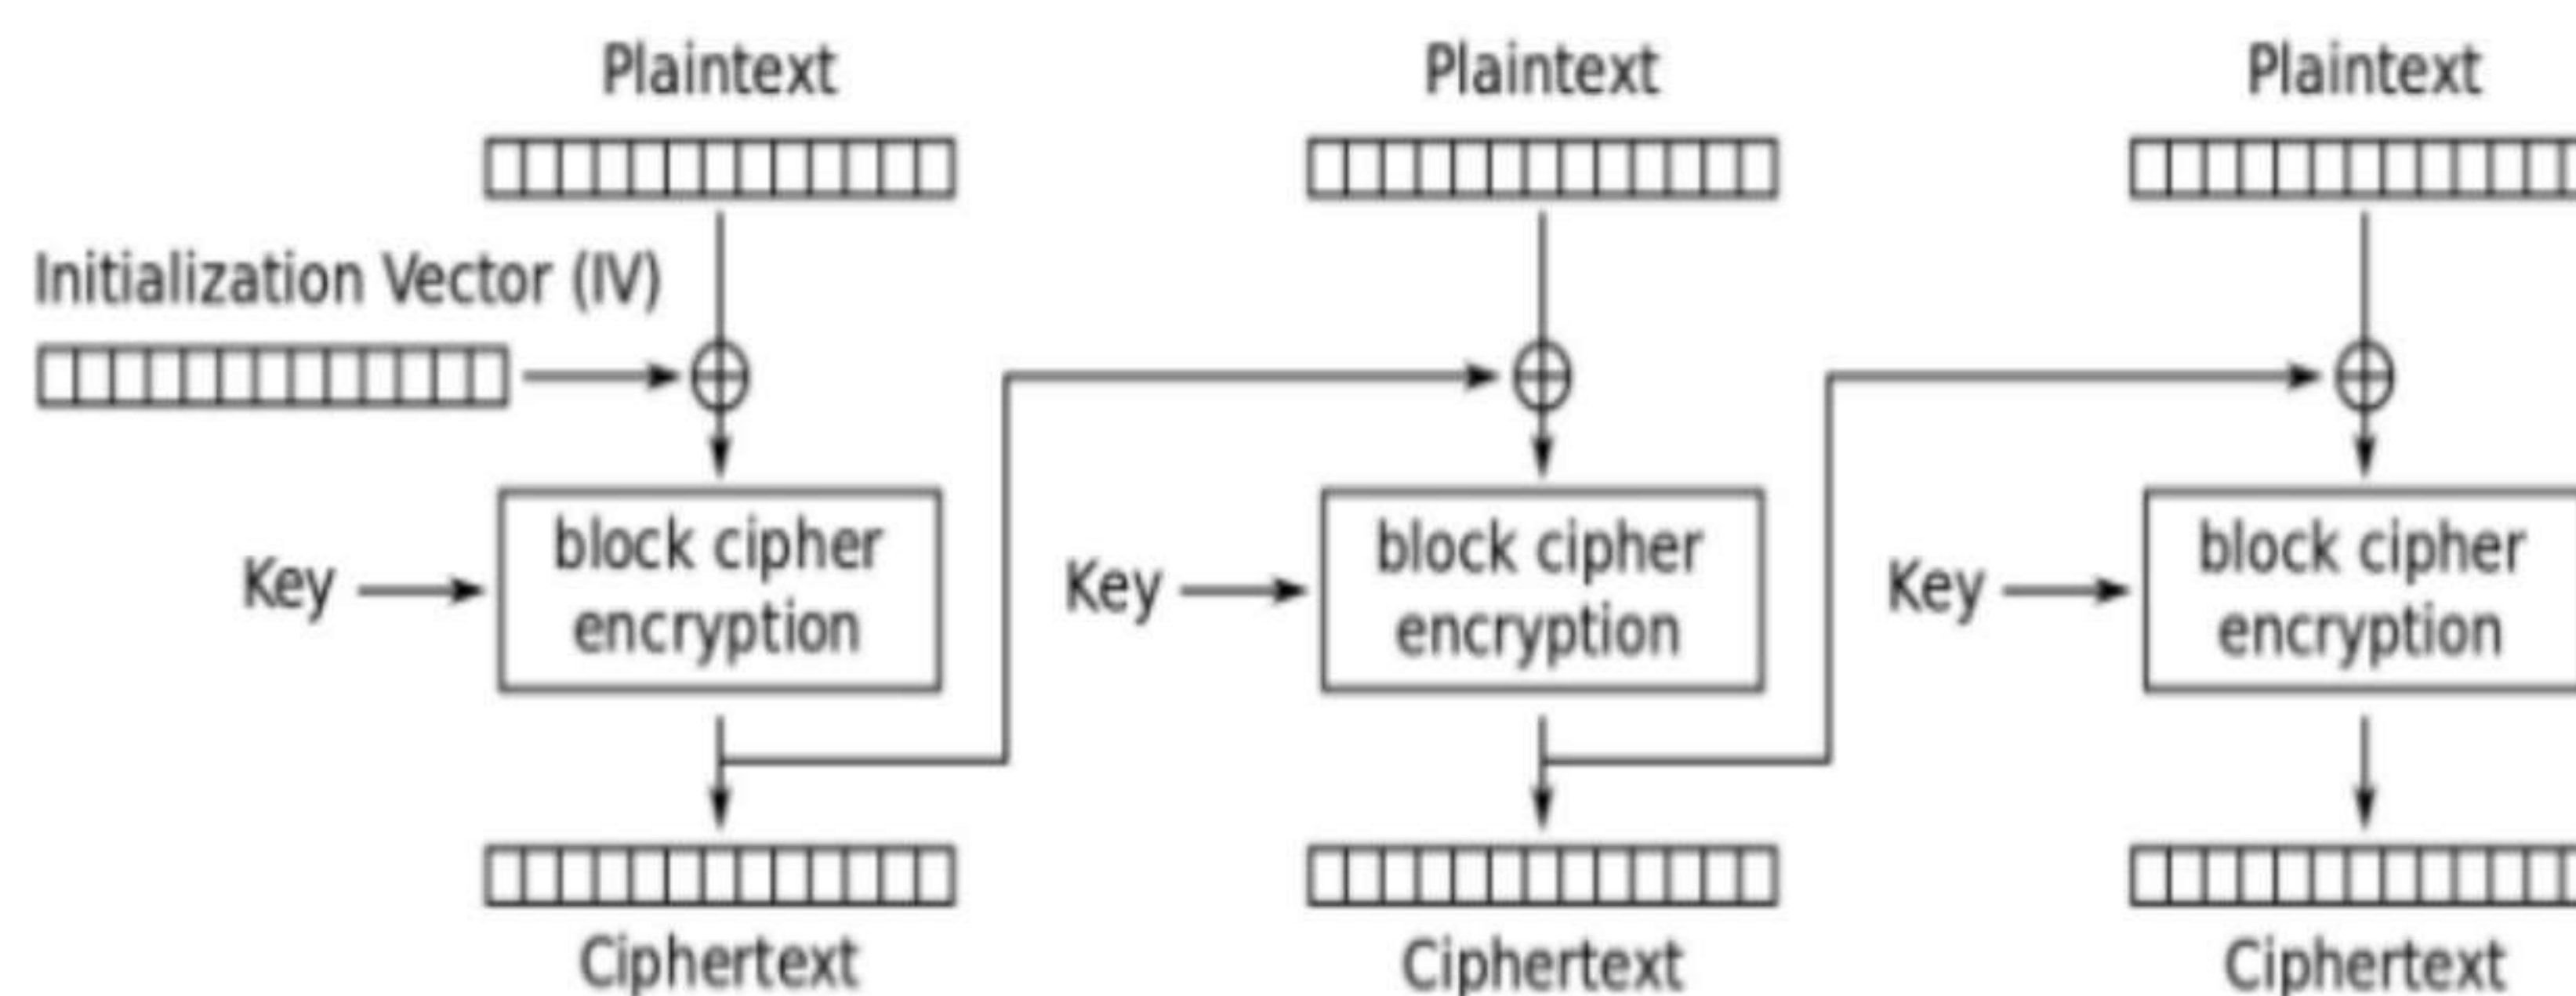 Plaintext
Plaintext
Plaintext
Initialization Vector (IV)
Key
block cipher
encryption
Key
block cipher
encryption
Key
block cipher
encryption
Ciphertext
Ciphertext
Ciphertext